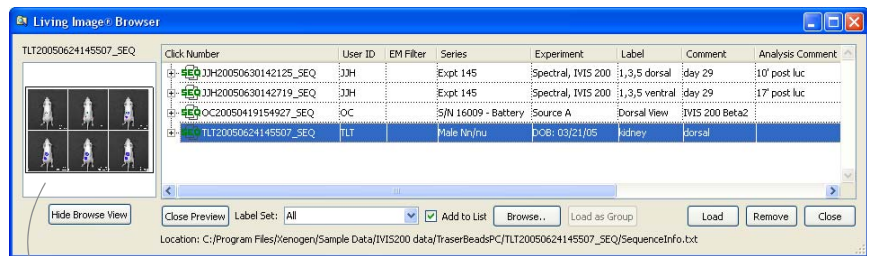 Living Image® Browser
TLT20050624145507_SEQ
Click Number User ID EM Filter Series Experiment Label Comment Analysis Comment
SEQ JJH20050630142125_SEQ JJH Expt 145 Spectral, IVIS 200 1,3,5 dorsal day 29 10' post luc
SEQ JJH20050630142719_SEQ JJH Expt 145 Spectral, IVIS 200 1,3,5 ventral day 29 17' post luc
SEQ OC20050419154927_SEQ OC S/N 16009 - Battery Source A Dorsal View IVIS 200 Beta2
SEQ TLT20050624145507_SEQ TLT Male Nn/nu DOB: 03/21/05 kidney dorsal
Hide Browse View Close Preview Label Set: All Add to List Browse.. Load as Group Load Remove Close
Location: C:/Program Files/Xenogen/Sample Data/IVIS200 data/TraserBeadsPC/TLT20050624145507_SEQ/SequenceInfo.txt